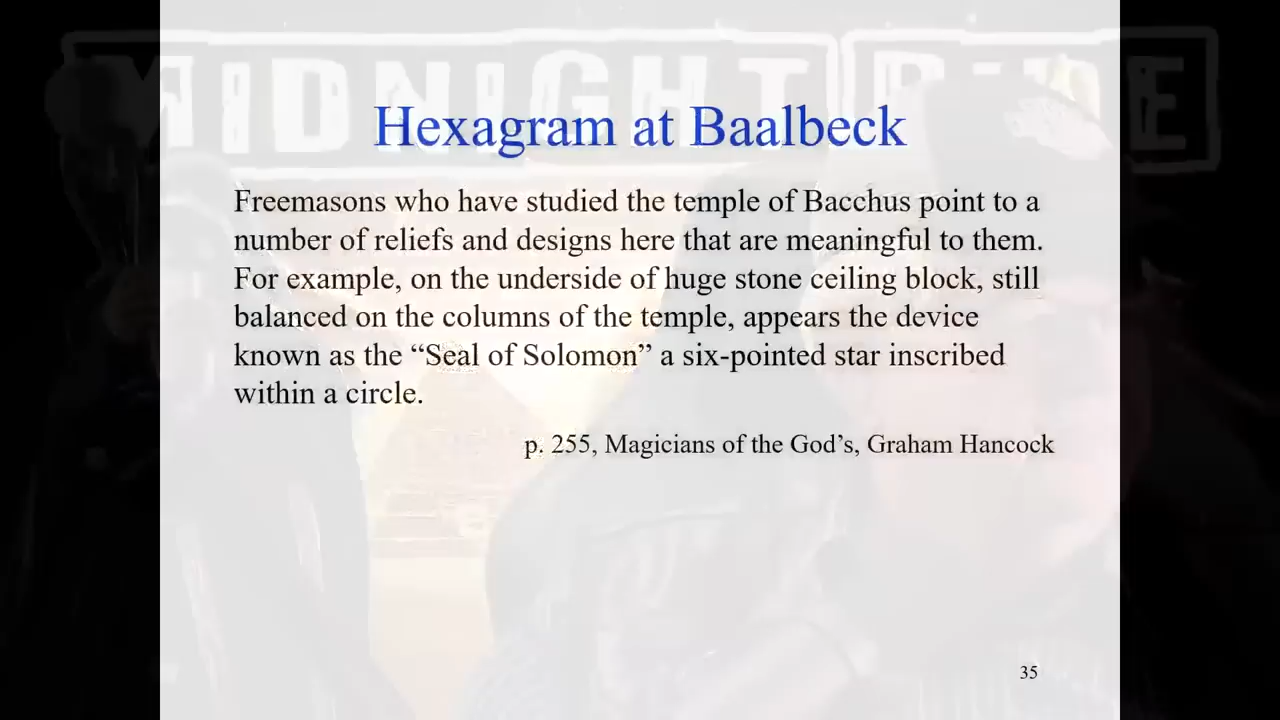 MIDNIGHT RIDE
Hexagram at Baalbeck
Freemasons who have studied the temple of Bacchus point to a
number of reliefs and designs here that are meaningful to them.
For example, on the underside of huge stone ceiling block, still
balanced on the columns of the temple, appears the device
known as the “Seal of Solomon” a six-pointed star inscribed
within a circle.
p. 255, Magicians of the God’s, Graham Hancock
35